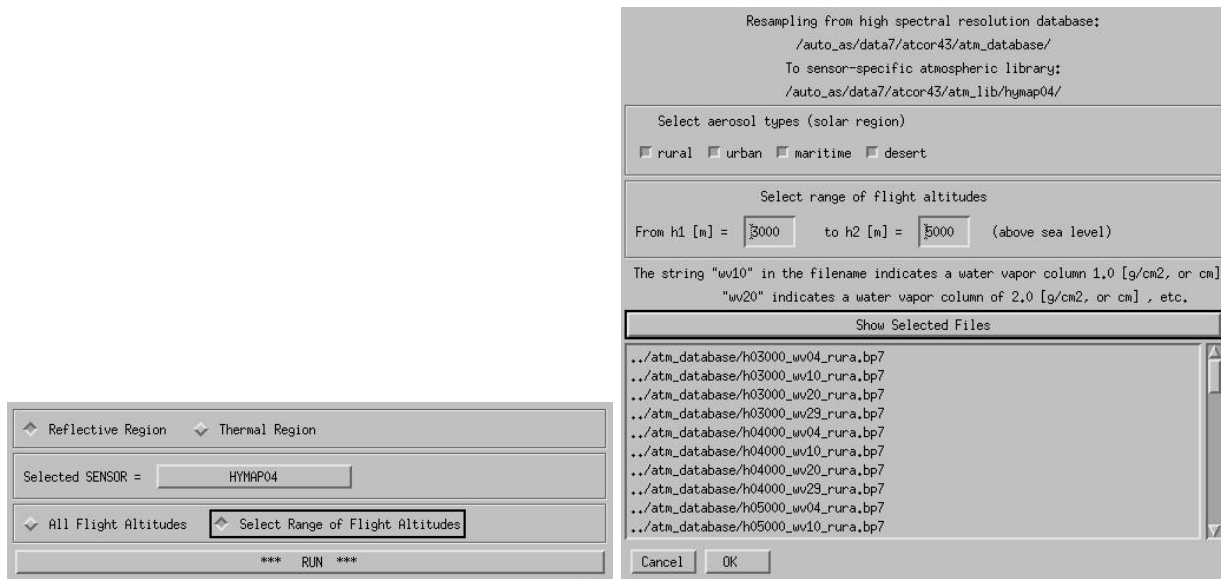 Reflective Region Thermal Region
Selected SENSOR = HYMAP04
All Flight Altitudes Select Range of Flight Altitudes
*** RUN ***
Resampling from high spectral resolution database:
/auto_as/data7/atcor43/atm_database/
To sensor-specific atmospheric library:
/auto_as/data7/atcor43/atm_lib/hymap04/
Select aerosol types (solar region)
rural urban maritime desert
Select range of flight altitudes
From h1 [m] = 3000 to h2 [m] = 5000 (above sea level)
The string "wv10" in the filename indicates a water vapor column 1.0 [g/cm2, or cm]
"wv20" indicates a water vapor column of 2.0 [g/cm2, or cm] , etc.
Show Selected Files
../atm_database/h03000_wv04_rura.bp7
../atm_database/h03000_wv10_rura.bp7
../atm_database/h03000_wv20_rura.bp7
../atm_database/h03000_wv29_rura.bp7
../atm_database/h04000_wv04_rura.bp7
../atm_database/h04000_wv10_rura.bp7
../atm_database/h04000_wv20_rura.bp7
../atm_database/h04000_wv29_rura.bp7
../atm_database/h05000_wv04_rura.bp7
../atm_database/h05000_wv10_rura.bp7
Cancel OK